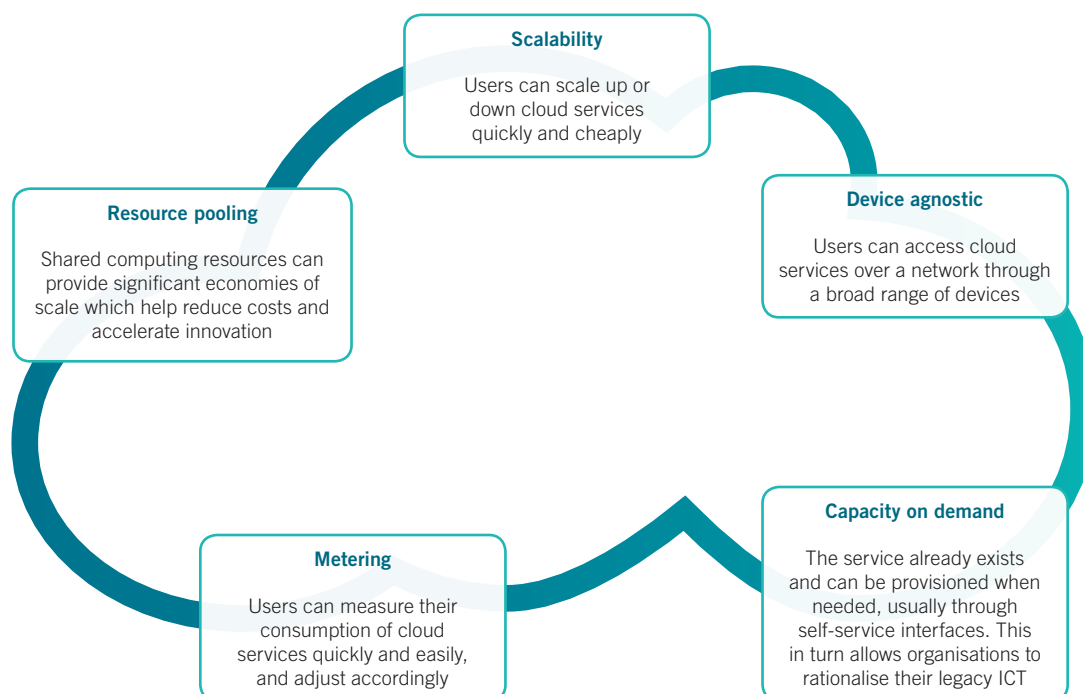 Scalability
Users can scale up or
down cloud services
quickly and cheaply
Resource pooling
Shared computing resources can
provide significant economies of
scale which help reduce costs and
accelerate innovation
Device agnostic
Users can access cloud
services over a network through
a broad range of devices
Metering
Users can measure their
consumption of cloud
services quickly and easily,
and adjust accordingly
Capacity on demand
The service already exists
and can be provisioned when
needed, usually through
self-service interfaces. This
in turn allows organisations to
rationalise their legacy ICT